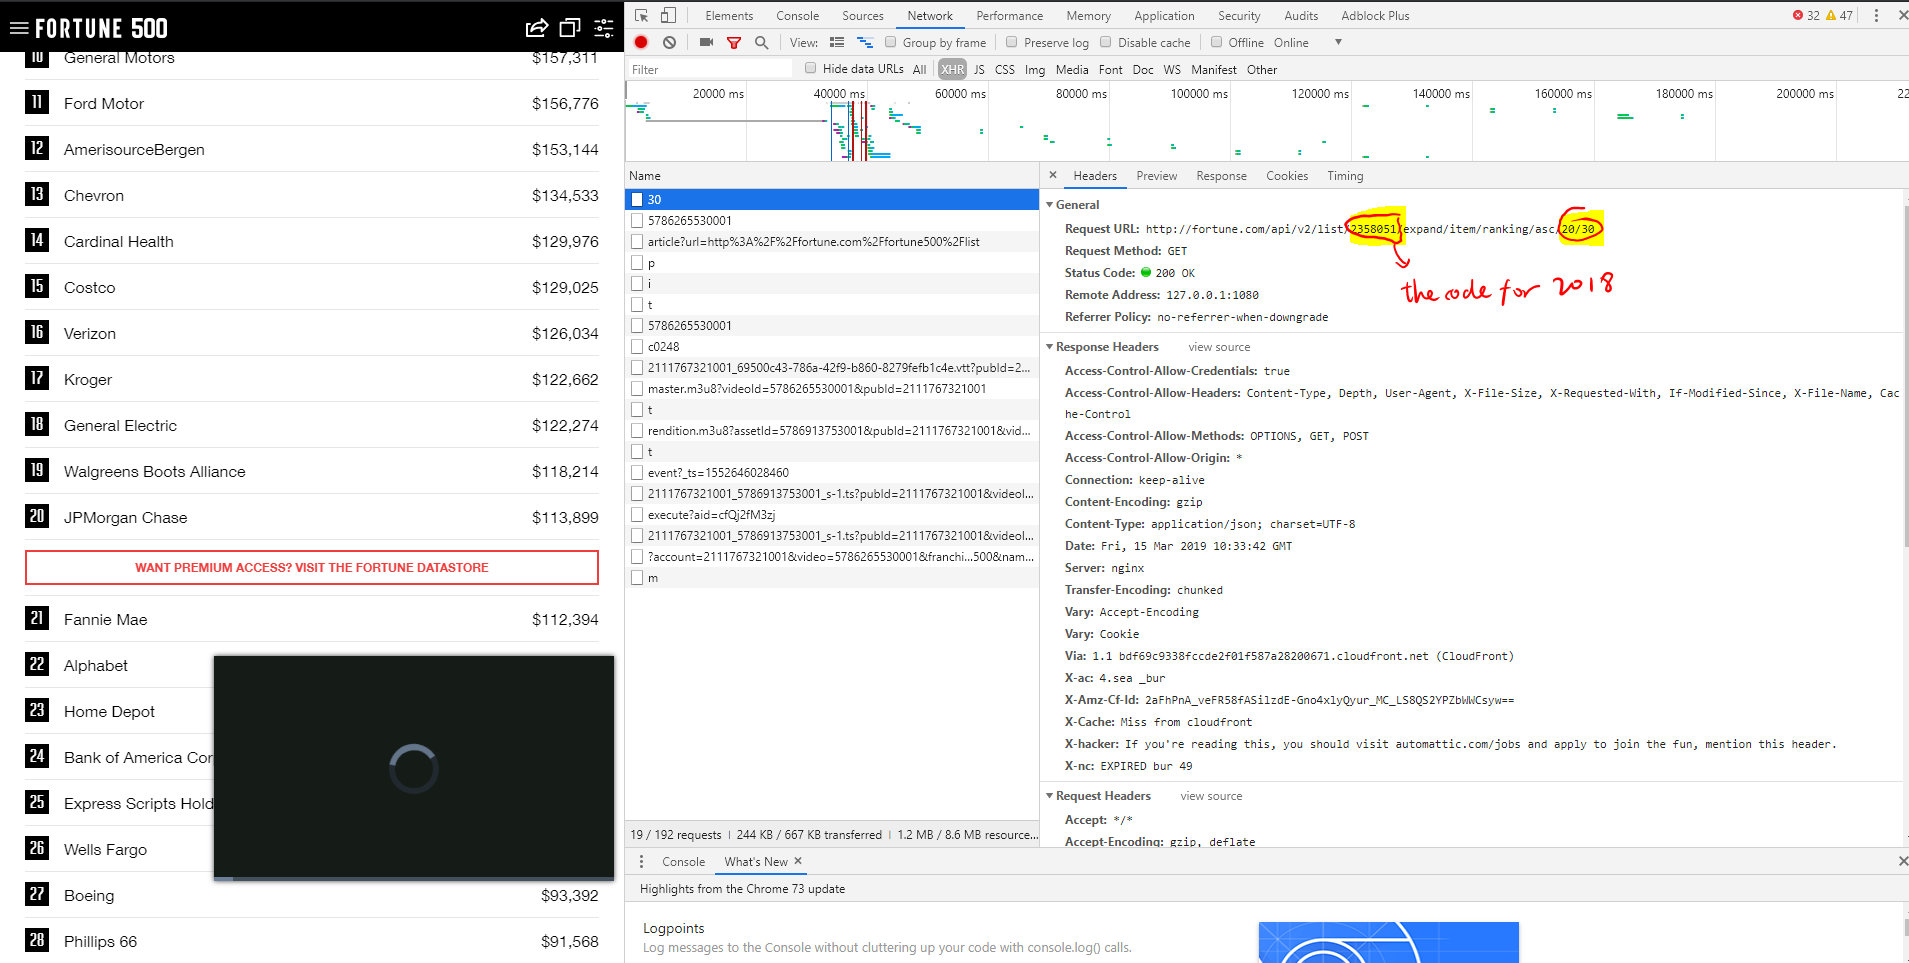 FORTUNE 500
10 General Motors $157,311
11 Ford Motor $156,776
12 AmerisourceBergen $153,144
13 Chevron $134,533
14 Cardinal Health $129,976
15 Costco $129,025
16 Verizon $126,034
17 Kroger $122,662
18 General Electric $122,274
19 Walgreens Boots Alliance $118,214
20 JPMorgan Chase $113,899
WANT PREMIUM ACCESS? VISIT THE FORTUNE DATASTORE
21 Fannie Mae $112,394
22 Alphabet
23 Home Depot
24 Bank of America Cor
25 Express Scripts Hold
26 Wells Fargo
27 Boeing $93,392
28 Phillips 66 $91,568
Elements Console Sources Network Performance Memory Application Security Audits Adblock Plus 32 47
View: Group by frame Preserve log Disable cache Offline Online
Filter Hide data URLs All XHR JS CSS Img Media Font Doc WS Manifest Other
20000 ms 40000 ms 60000 ms 80000 ms 100000 ms 120000 ms 140000 ms 160000 ms 180000 ms 200000 ms 22
Name
30
5786265530001
article?url=http%3A%2F%2Ffortune.com%2Ffortune500%2Flist
p
i
t
5786265530001
c0248
2111767321001_69500c43-786a-42f9-b860-8279fefb1c4e.vtt?pubId=2...
master.m3u8?videoId=5786265530001&pubId=2111767321001
t
rendition.m3u8?assetId=5786913753001&pubId=2111767321001&vid...
t
event?_ts=1552646028460
2111767321001_5786913753001_s-1.ts?pubId=2111767321001&videoI...
execute?aid=cfQj2fM3zj
2111767321001_5786913753001_s-1.ts?pubId=2111767321001&videoI...
?account=2111767321001&video=5786265530001&franchi...500&nam...
m
19 / 192 requests 244 KB / 667 KB transferred 1.2 MB / 8.6 MB resource...
Headers Preview Response Cookies Timing
General
Request URL: http://fortune.com/api/v2/list/2358051/expand/item/ranking/asc/20/30
Request Method: GET
Status Code: 200 OK
the code for 2018
Remote Address: 127.0.0.1:1080
Referrer Policy: no-referrer-when-downgrade
Response Headers view source
Access-Control-Allow-Credentials: true
Access-Control-Allow-Headers: Content-Type, Depth, User-Agent, X-File-Size, X-Requested-With, If-Modified-Since, X-File-Name, Cac
he-Control
Access-Control-Allow-Methods: OPTIONS, GET, POST
Access-Control-Allow-Origin: *
Connection: keep-alive
Content-Encoding: gzip
Content-Type: application/json; charset=UTF-8
Date: Fri, 15 Mar 2019 10:33:42 GMT
Server: nginx
Transfer-Encoding: chunked
Vary: Accept-Encoding
Vary: Cookie
Via: 1.1 bdf69c9338fccde2f01f587a28200671.cloudfront.net (CloudFront)
X-ac: 4.sea _bur
X-Amz-Cf-Id: 2aFhPnA_veFR58fASilzdE-Gno4xlyQyur_MC_LS8QS2YPZbWWCsyw==
X-Cache: Miss from cloudfront
X-hacker: If you're reading this, you should visit automattic.com/jobs and apply to join the fun, mention this header.
X-nc: EXPIRED bur 49
Request Headers view source
Accept: */*
Accept-Encoding: gzip, deflate
Console What's New
Highlights from the Chrome 73 update
Logpoints
Log messages to the Console without cluttering up your code with console.log() calls.